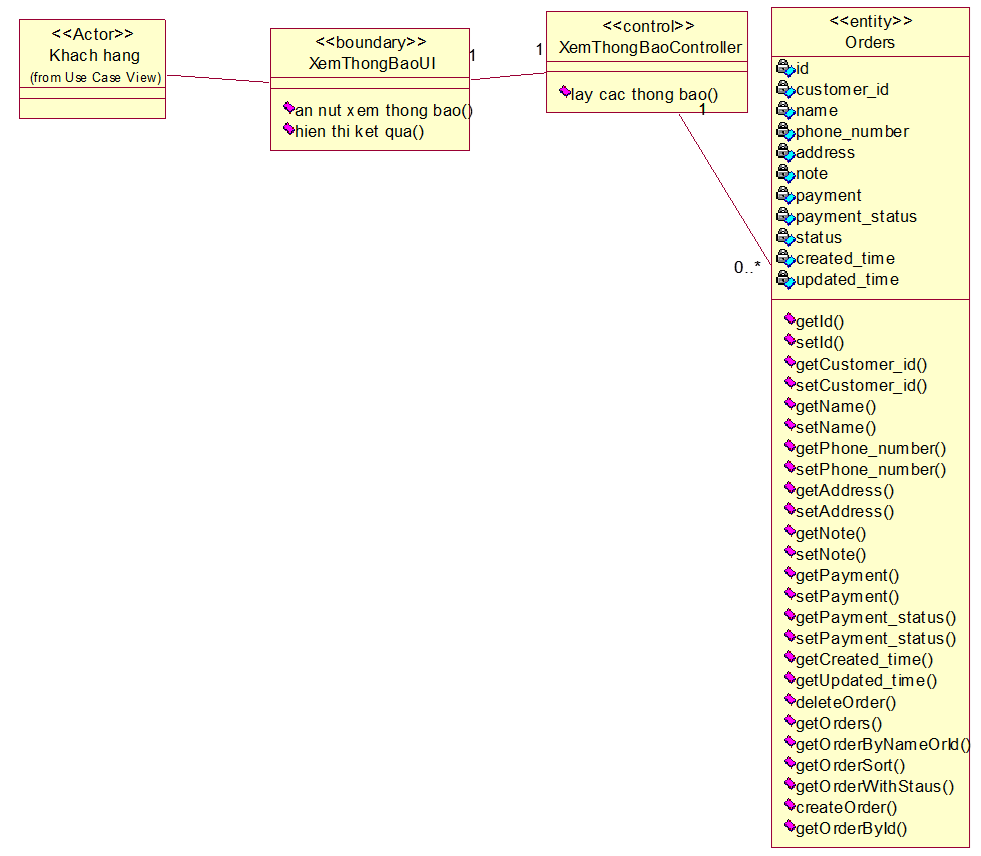 <<Actor>>
Khach hang
(from Use Case View)
<<boundary>>
XemThongBaoUI
an nut xem thong bao()
hien thi ket qua()
1
1
<<control>>
XemThongBaoController
lay cac thong bao()
1
0..*
<<entity>>
Orders
id
customer_id
name
phone_number
address
note
payment
payment_status
status
created_time
updated_time
getId()
setId()
getCustomer_id()
setCustomer_id()
getName()
setName()
getPhone_number()
setPhone_number()
getAddress()
setAddress()
getNote()
setNote()
getPayment()
setPayment()
getPayment_status()
setPayment_status()
getCreated_time()
getUpdated_time()
deleteOrder()
getOrders()
getOrderByNameOrId()
getOrderSort()
getOrderWithStaus()
createOrder()
getOrderById()